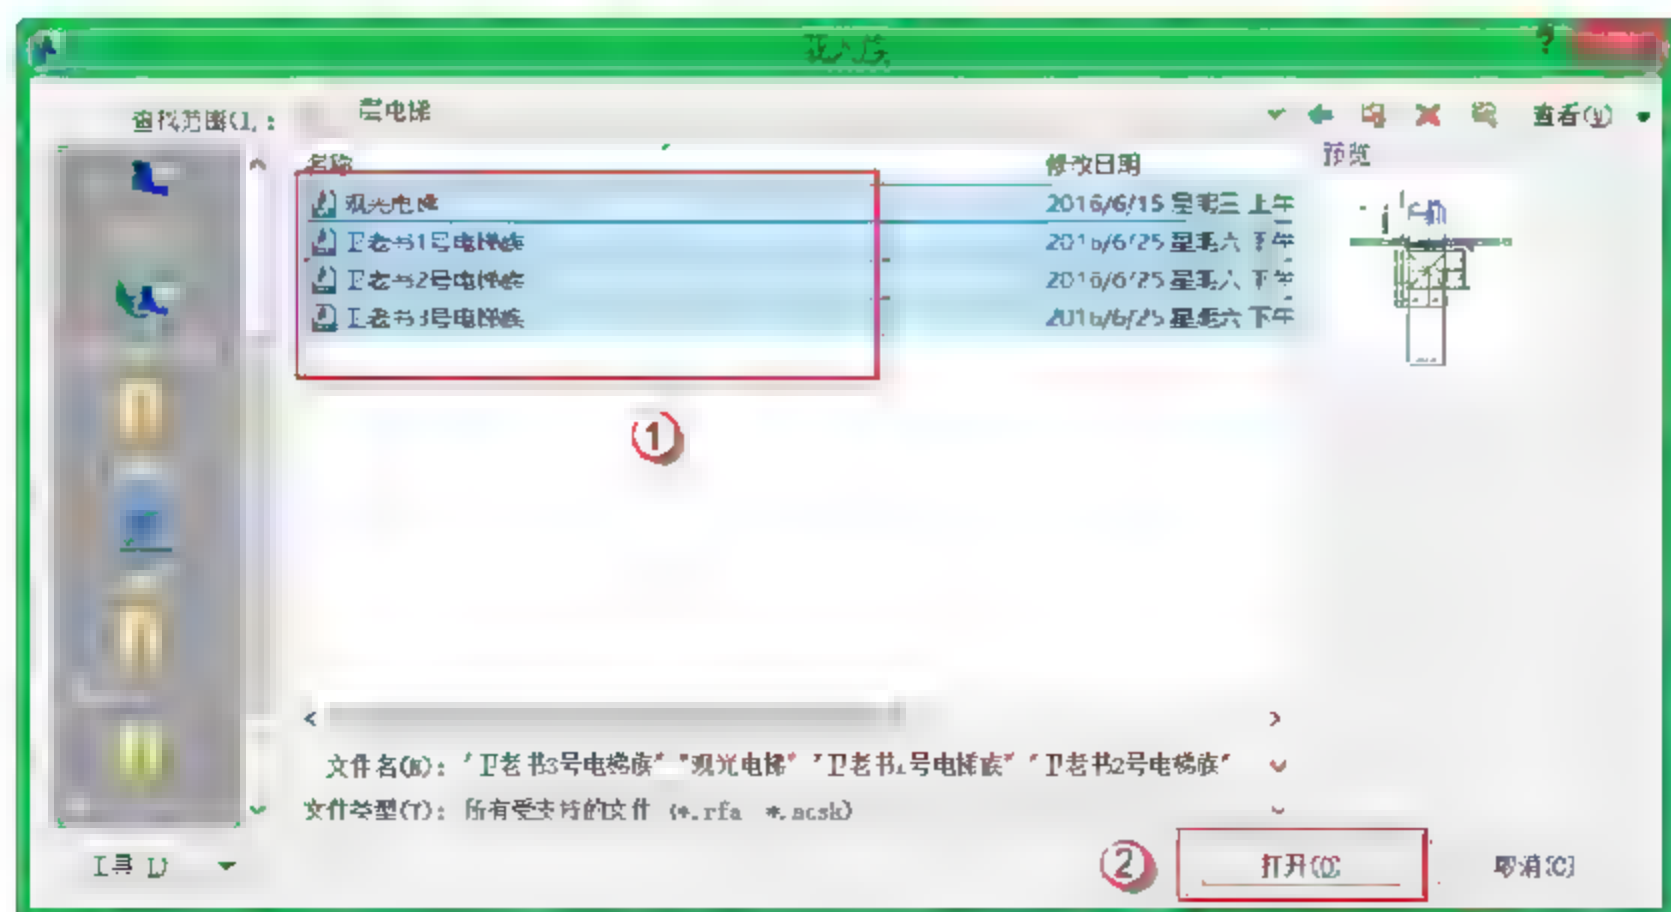 载入族
?
查找范围(I): 层电梯
查看(V)
名称 修改日期 预览
观光电梯 2016/6/15 星期三 上午
卫老书1号电梯族 2016/6/25 星期六 下午
卫老书2号电梯族 2016/6/25 星期六 下午
卫老书3号电梯族 2016/6/25 星期六 下午
1
文件名(N): "卫老书3号电梯族" "观光电梯" "卫老书1号电梯族" "卫老书2号电梯族"
文件类型(T): 所有受支持的文件 (*.rfa *.adsk)
工具(L)
2
打开(O)
取消(C)